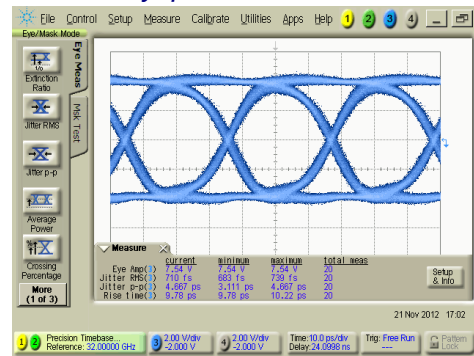 File Control Setup Measure Calibrate Utilities Apps Help 1 2 3 4
Eye/Mask Mode
Eye Meas
Msk Test
Extinction
Ratio
Jitter RMS
Jitter p-p
Average
Power
Crossing
Percentage
More
(1 of 3)
Measure
current minimum maximum total meas
Eye Amp(3) 7.54 V 7.54 V 7.54 V 20
Jitter RMS(3) 710 fs 683 fs 739 fs 20
Jitter p-p(3) 4.667 ps 3.111 ps 4.667 ps 20
Rise time(3) 9.78 ps 9.78 ps 10.22 ps 20
Setup
& Info
21 Nov 2012 17:02
1 2 Precision Timebase...
Reference: 32.00000 GHz
3 2.00 V/div
-2.000 V
4 2.00 V/div
-2.000 V
Time:10.0 ps/div
Delay:24.0998 ns
Trig: Free Run
---
Pattern
Lock